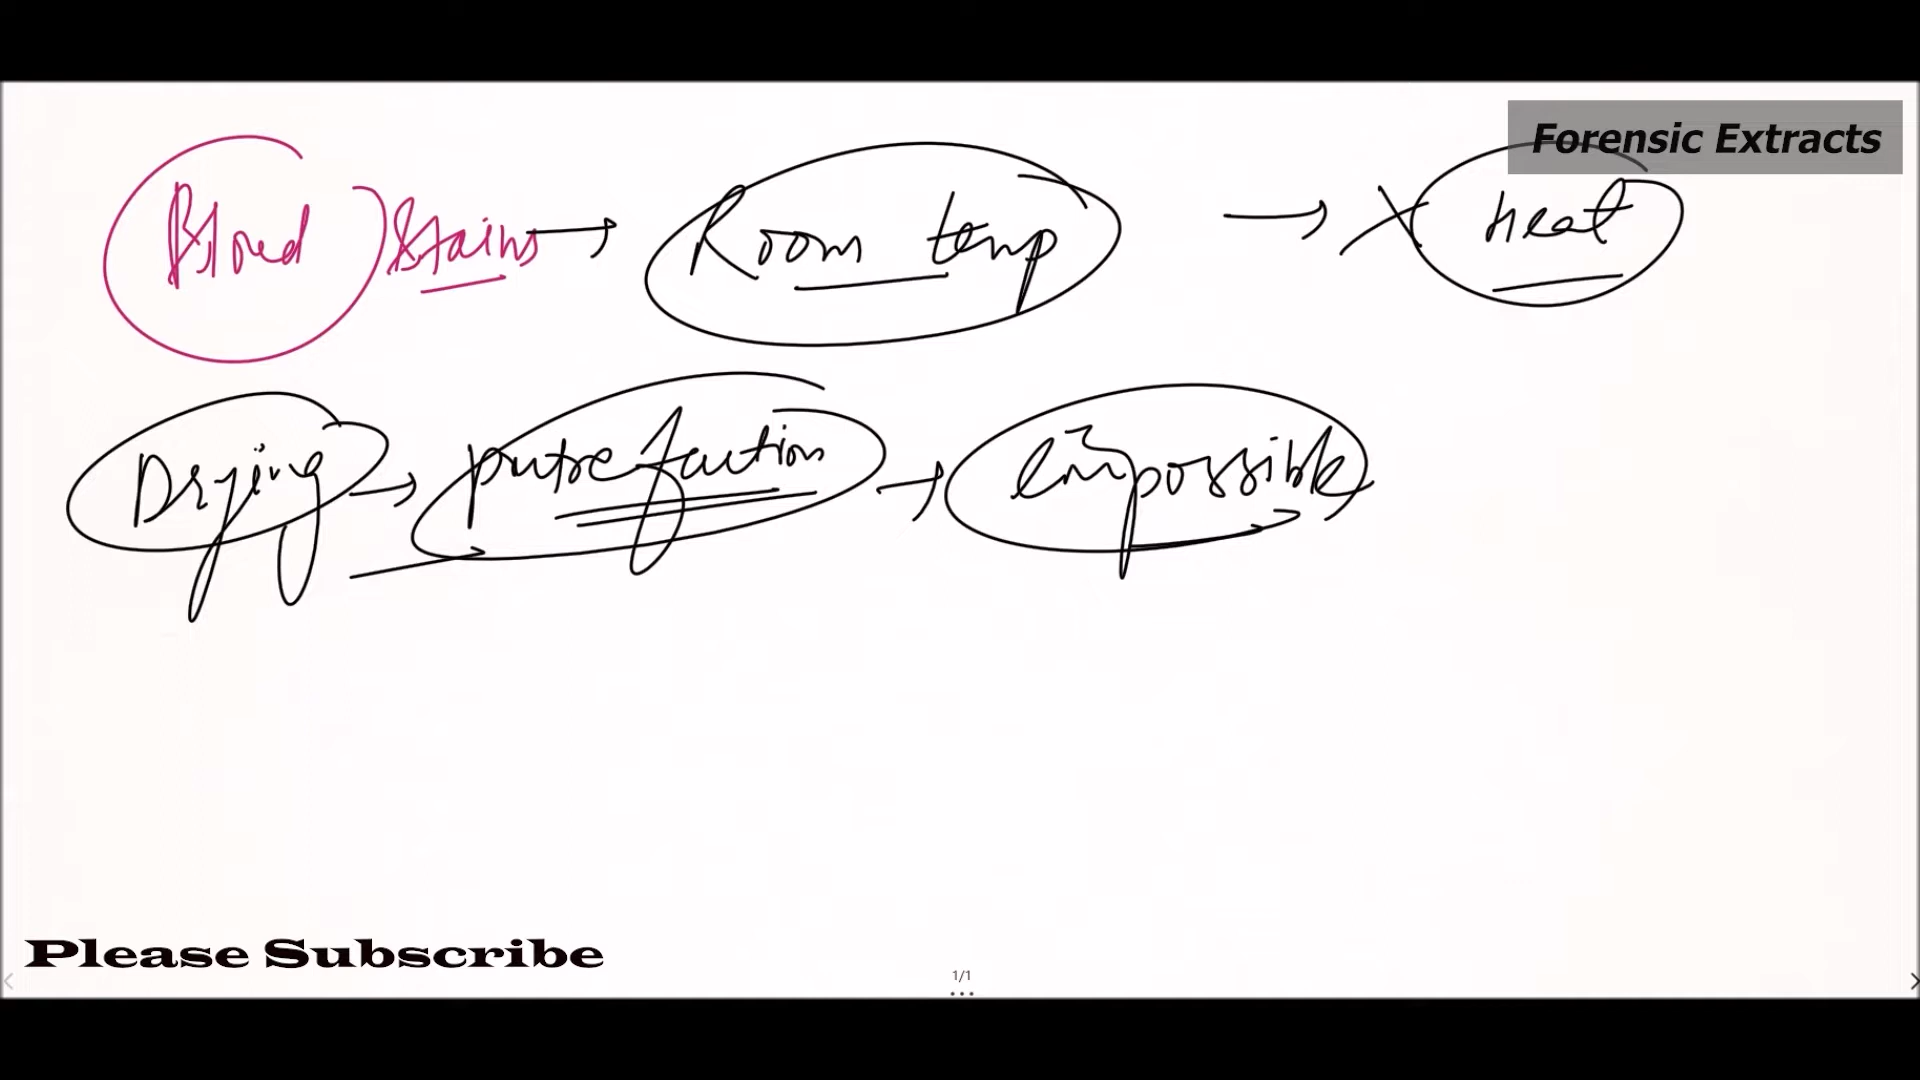 Forensic Extracts
Blood Stains → Room temp → X heat
Drying → putrefaction → impossible
Please Subscribe
1/1